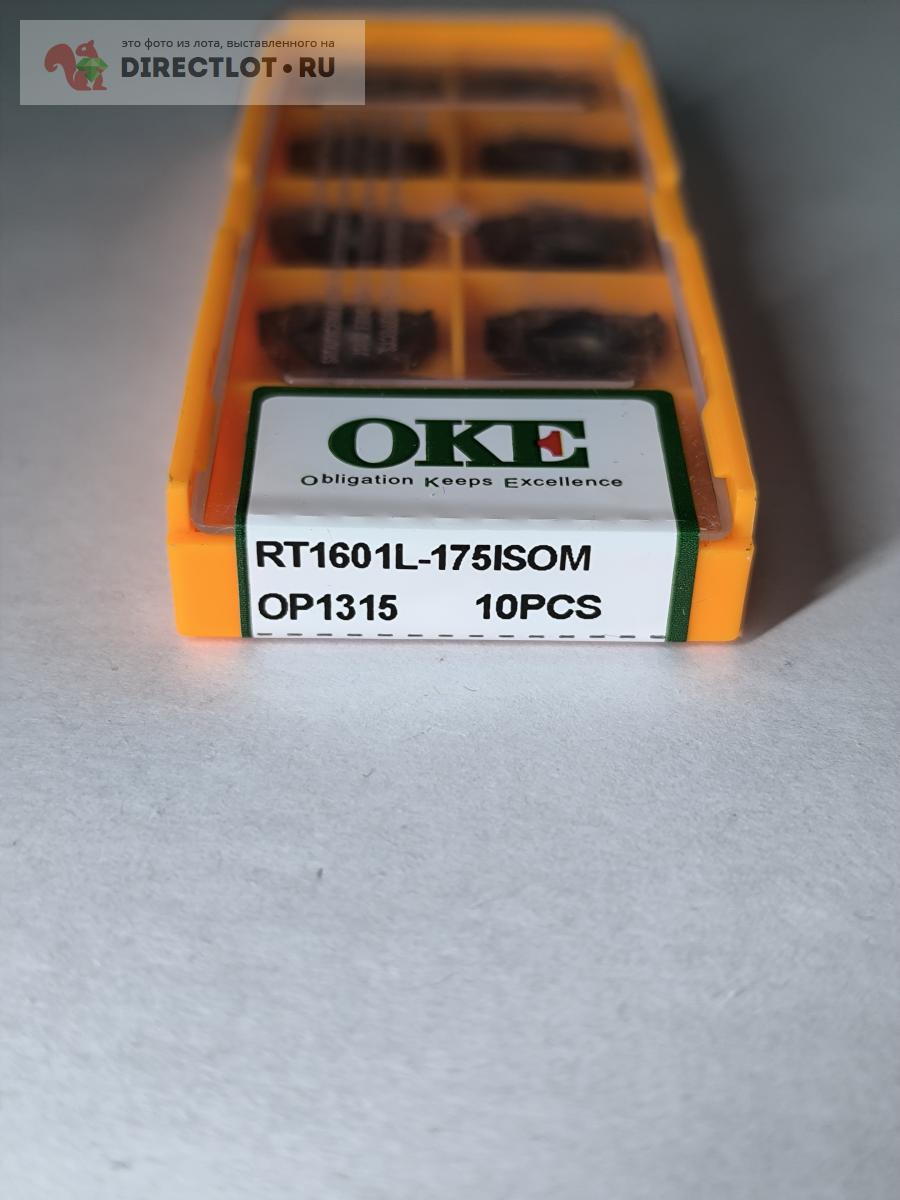 это фото из лота, выставленного на
DIRECTLOT•RU
OKE
Obligation Keeps Excellence
RT1601L-175ISOM
OP1315 10PCS